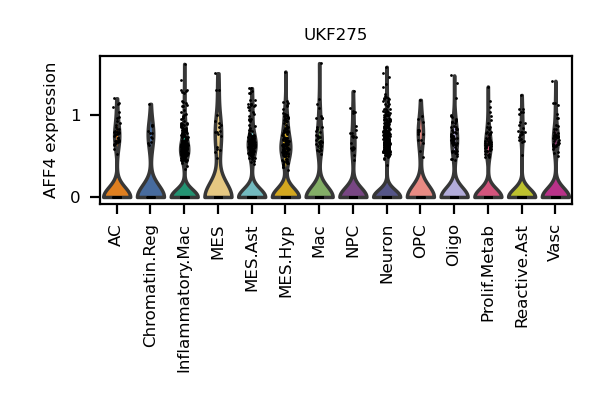 UKF275
AFF4 expression
1
0
AC
Chromatin.Reg
Inflammatory.Mac
MES
MES.Ast
MES.Hyp
Mac
NPC
Neuron
OPC
Oligo
Prolif.Metab
Reactive.Ast
Vasc